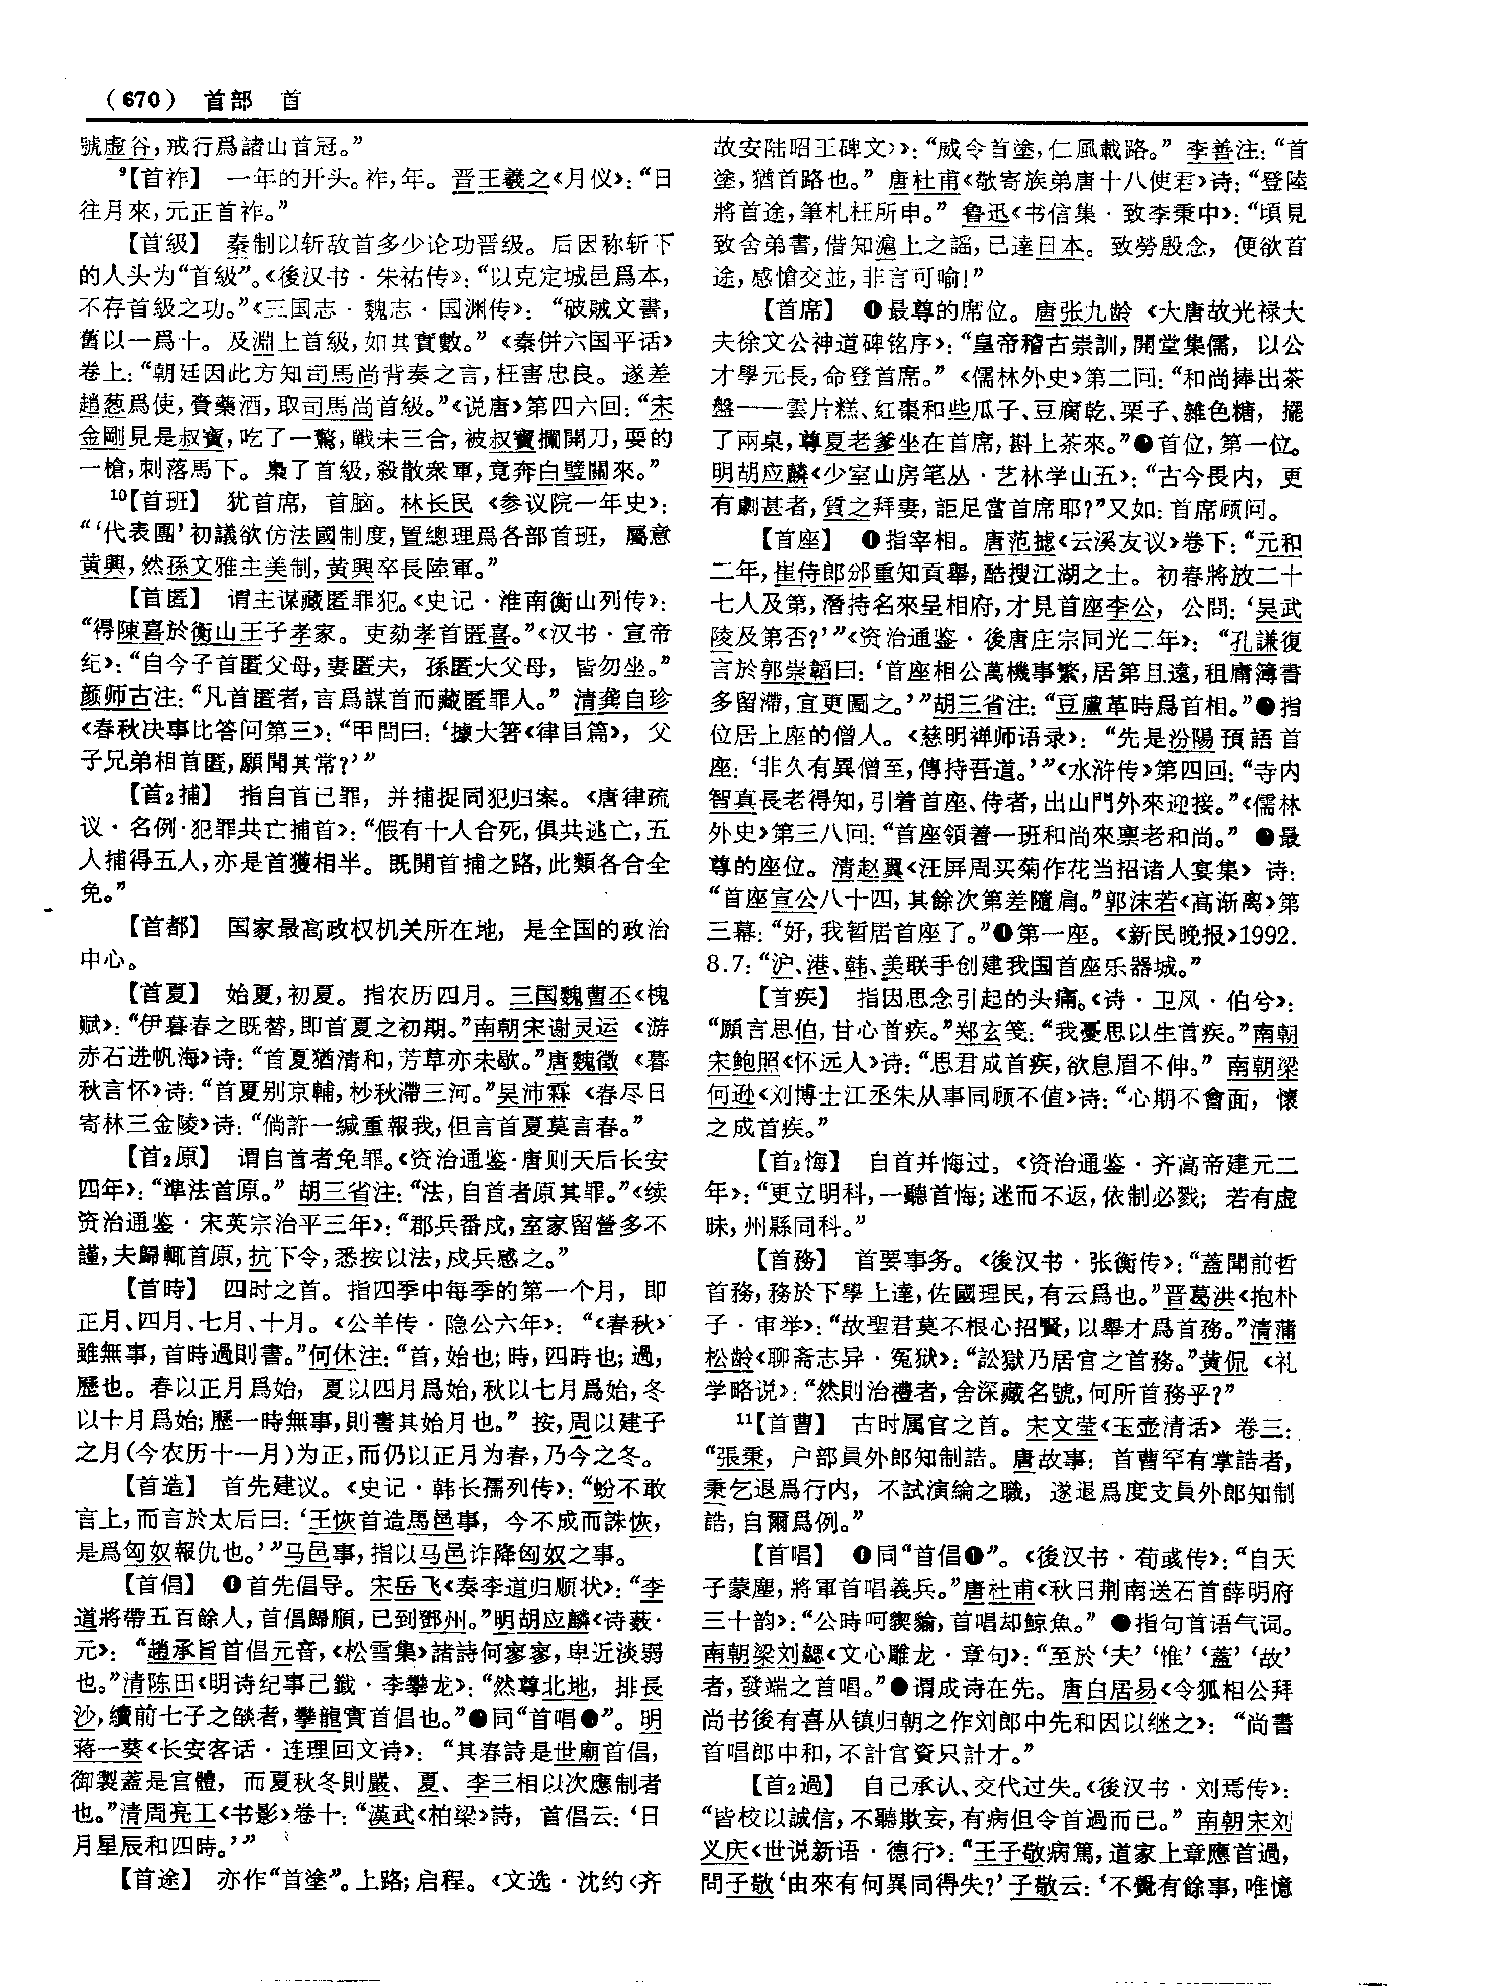 （670） 首部 首
號虛谷，戒行爲諸山首冠。”
⁹【首祚】 一年的开头。祚，年。晋王羲之《月仪》：“日
往月來，元正首祚。”
【首級】 秦制以斩敌首多少论功晋级。后因称斩下
的人头为“首級”。《後汉书·朱祐传》：“以克定城邑爲本，
不存首級之功。”《三国志·魏志·国渊传》：“破賊文書，
舊以一爲十。及淵上首級，如其實數。”《秦併六国平话》
卷上：“朝廷因此方知司馬尚背奏之言，枉害忠良。遂差
趙葱爲使，賫藥酒，取司馬尚首級。”《说唐》第四六回：“宋
金剛見是叔寶，吃了一驚，戰未三合，被叔寶攔開刀，耍的
一槍，刺落馬下。梟了首級，殺散衆軍，竟奔白璧關來。”
¹⁰【首班】 犹首席，首脑。林长民《参议院一年史》：
“‘代表團’初議欲仿法國制度，置總理爲各部首班，屬意
黄興，然孫文雅主美制，黄興卒長陸軍。”
【首匿】 谓主谋藏匿罪犯。《史记·淮南衡山列传》：
“得陳喜於衡山王子孝家。吏劾孝首匿喜。”《汉书·宣帝
纪》：“自今子首匿父母，妻匿夫，孫匿大父母，皆勿坐。”
颜师古注：“凡首匿者，言爲謀首而藏匿罪人。”清龚自珍
《春秋决事比答问第三》：“甲問曰：‘據大著《律目篇》，父
子兄弟相首匿，願聞其常？’”
【首₂捕】 指自首己罪，并捕捉同犯归案。《唐律疏
议·名例·犯罪共亡捕首》：“假有十人合死，俱共逃亡，五
人捕得五人，亦是首獲相半。既開首捕之路，此類各合全
免。”
【首都】 国家最高政权机关所在地，是全国的政治
中心。
【首夏】 始夏，初夏。指农历四月。三国魏曹丕《槐
赋》：“伊暮春之既替，即首夏之初期。”南朝宋谢灵运《游
赤石进帆海》诗：“首夏猶清和，芳草亦未歇。”唐魏徵《暮
秋言怀》诗：“首夏别京輔，杪秋滯三河。”吴沛霖《春尽日
寄林三金陵》诗：“倘許一緘重報我，但言首夏莫言春。”
【首₂原】 谓自首者免罪。《资治通鉴·唐则天后长安
四年》：“準法首原。”胡三省注：“法，自首者原其罪。”《续
资治通鉴·宋英宗治平三年》：“郡兵番戍，室家留營多不
謹，夫歸輒首原，抗下令，悉按以法，戍兵感之。”
【首時】 四时之首。指四季中每季的第一个月，即
正月、四月、七月、十月。《公羊传·隐公六年》：“《春秋》
雖無事，首時過則書。”何休注：“首，始也；時，四時也；過，
歷也。春以正月爲始，夏以四月爲始，秋以七月爲始，冬
以十月爲始；歷一時無事，則書其始月也。”按，周以建子
之月（今农历十一月）为正，而仍以正月为春，乃今之冬。
【首造】 首先建议。《史记·韩长孺列传》：“蚡不敢
言上，而言於太后曰：‘王恢首造馬邑事，今不成而誅恢，
是爲匈奴報仇也。’”马邑事，指以马邑诈降匈奴之事。
【首倡】 ❶首先倡导。宋岳飞《奏李道归顺状》：“李
道將帶五百餘人，首倡歸順，已到鄧州。”明胡应麟《诗薮·
元》：“趙承旨首倡元音，《松雪集》諸詩何寥寥，卑近淡弱
也。”清陈田《明诗纪事己籤·李攀龙》：“然尊北地，排長
沙，續前七子之燄者，攀龍實首倡也。”❷同“首唱❸”。明
蒋一葵《长安客话·连理回文诗》：“其春詩是世廟首倡，
御製蓋是宫體，而夏秋冬則嚴、夏、李三相以次應制者
也。”清周亮工《书影》卷十：“漢武《柏梁》詩，首倡云：‘日
月星辰和四時。’”
【首途】 亦作“首塗”。上路；启程。《文选·沈约〈齐
故安陆昭王碑文〉》：“威令首塗，仁風載路。”李善注：“首
塗，猶首路也。”唐杜甫《敬寄族弟唐十八使君》诗：“登陸
將首途，筆札枉所申。”鲁迅《书信集·致李秉中》：“頃見
致舍弟書，借知滬上之謡，已達日本。致勞殷念，便欲首
途，感愴交並，非言可喻！”
【首席】 ❶最尊的席位。唐张九龄《大唐故光禄大
夫徐文公神道碑铭序》：“皇帝稽古崇訓，開堂集儒，以公
才學元長，命登首席。”《儒林外史》第二回：“和尚捧出茶
盤——雲片糕、紅棗和些瓜子、豆腐乾、栗子、雜色糖，擺
了兩桌，尊夏老爹坐在首席，斟上茶來。”❷首位，第一位。
明胡应麟《少室山房笔丛·艺林学山五》：“古今畏内，更
有劇甚者，質之拜妻，詎足當首席耶？”又如：首席顾问。
【首座】 ❶指宰相。唐范摅《云溪友议》卷下：“元和
二年，崔侍郎邠重知貢舉，酷搜江湖之士。初春將放二十
七人及第，潛持名來呈相府，才見首座李公，公問：‘吴武
陵及第否？’”《资治通鉴·後唐庄宗同光二年》：“孔謙復
言於郭崇韜曰：‘首座相公萬機事繁，居第且遠，租庸簿書
多留滯，宜更圖之。’”胡三省注：“豆盧革時爲首相。”❷指
位居上座的僧人。《慈明禅师语录》：“先是汾陽預語首
座：‘非久有異僧至，傳持吾道。’”《水浒传》第四回：“寺内
智真長老得知，引着首座、侍者，出山門外來迎接。”《儒林
外史》第三八回：“首座領着一班和尚來禀老和尚。”❸最
尊的座位。清赵翼《汪屏周买菊作花当招诸人宴集》诗：
“首座宣公八十四，其餘次第差隨肩。”郭沫若《高渐离》第
三幕：“好，我暫居首座了。”❹第一座。《新民晚报》1992.
8.7：“沪、港、韩、美联手创建我国首座乐器城。”
【首疾】 指因思念引起的头痛。《诗·卫风·伯兮》：
“願言思伯，甘心首疾。”郑玄笺：“我憂思以生首疾。”南朝
宋鲍照《怀远人》诗：“思君成首疾，欲息眉不伸。”南朝梁
何逊《刘博士江丞朱从事同顾不值》诗：“心期不會面，懷
之成首疾。”
【首₂悔】 自首并悔过。《资治通鉴·齐高帝建元二
年》：“更立明科，一聽首悔；迷而不返，依制必戮；若有虚
昧，州縣同科。”
【首務】 首要事务。《後汉书·张衡传》：“蓋聞前哲
首務，務於下學上達，佐國理民，有云爲也。”晋葛洪《抱朴
子·审举》：“故聖君莫不根心招賢，以舉才爲首務。”清蒲
松龄《聊斋志异·冤狱》：“訟獄乃居官之首務。”黄侃《礼
学略说》：“然則治禮者，舍深藏名號，何所首務乎？”
¹¹【首曹】 古时属官之首。宋文莹《玉壶清话》卷三：
“張秉，户部員外郎知制誥。唐故事：首曹罕有掌誥者，
秉乞退爲行内，不試演綸之職，遂退爲度支員外郎知制
誥，自爾爲例。”
【首唱】 ❶同“首倡❶”。《後汉书·荀彧传》：“自天
子蒙塵，將軍首唱義兵。”唐杜甫《秋日荆南送石首薛明府
三十韵》：“公時呵猰貐，首唱却鯨魚。”❷指句首语气词。
南朝梁刘勰《文心雕龙·章句》：“至於‘夫’‘惟’‘蓋’‘故’
者，發端之首唱。”❸谓成诗在先。唐白居易《令狐相公拜
尚书後有喜从镇归朝之作刘郎中先和因以继之》：“尚書
首唱郎中和，不計官資只計才。”
【首₂過】 自己承认、交代过失。《後汉书·刘焉传》：
“皆校以誠信，不聽欺妄，有病但令首過而已。”南朝宋刘
义庆《世说新语·德行》：“王子敬病篤，道家上章應首過，
問子敬‘由來有何異同得失？’子敬云：‘不覺有餘事，唯憶